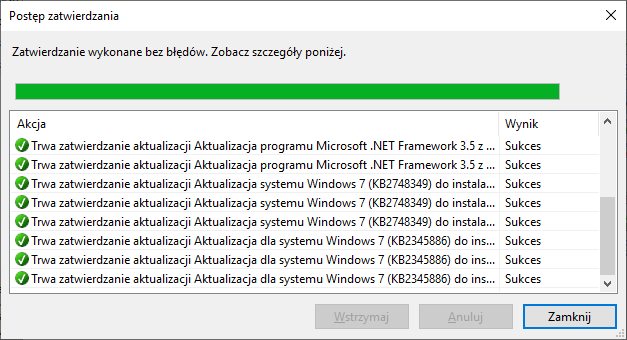 Postęp zatwierdzania
Zatwierdzanie wykonane bez błędów. Zobacz szczegóły poniżej.
Akcja Wynik
Trwa zatwierdzanie aktualizacji Aktualizacja programu Microsoft .NET Framework 3.5 z ... Sukces
Trwa zatwierdzanie aktualizacji Aktualizacja programu Microsoft .NET Framework 3.5 z ... Sukces
Trwa zatwierdzanie aktualizacji Aktualizacja systemu Windows 7 (KB2748349) do instala... Sukces
Trwa zatwierdzanie aktualizacji Aktualizacja systemu Windows 7 (KB2748349) do instala... Sukces
Trwa zatwierdzanie aktualizacji Aktualizacja systemu Windows 7 (KB2748349) do instala... Sukces
Trwa zatwierdzanie aktualizacji Aktualizacja dla systemu Windows 7 (KB2345886) do ins... Sukces
Trwa zatwierdzanie aktualizacji Aktualizacja dla systemu Windows 7 (KB2345886) do ins... Sukces
Trwa zatwierdzanie aktualizacji Aktualizacja dla systemu Windows 7 (KB2345886) do ins... Sukces
Wstrzymaj Anuluj Zamknij